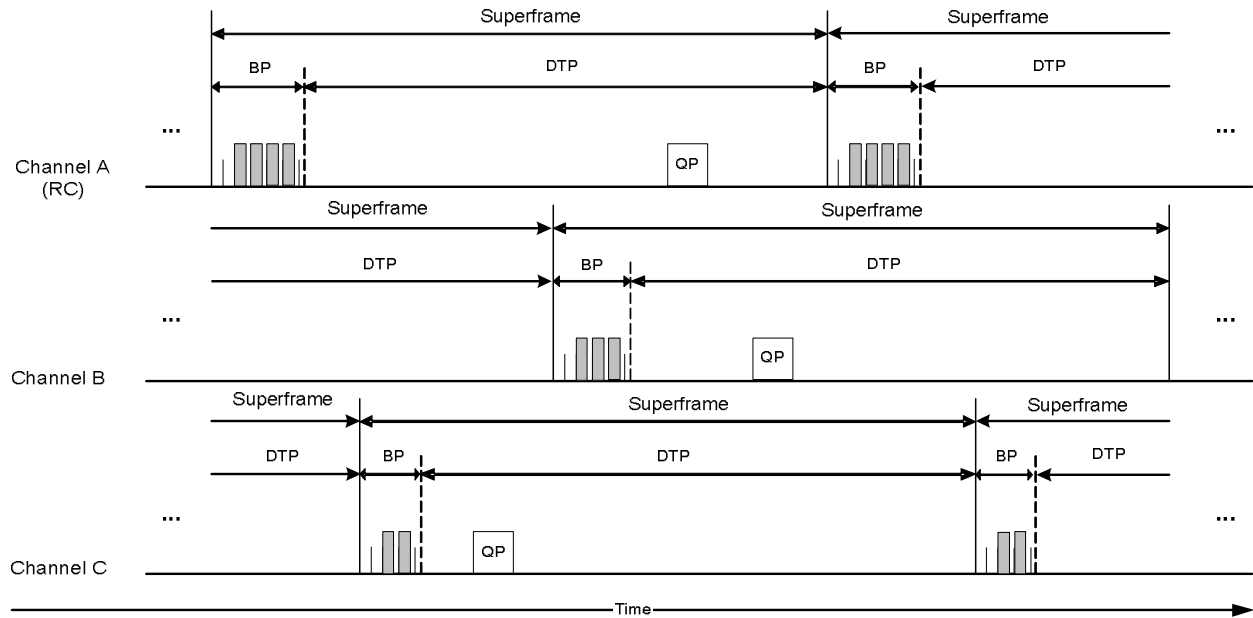 Superframe
Superframe
BP
DTP
BP
DTP
...
...
Channel A
(RC)
QP
Superframe
Superframe
DTP
BP
DTP
...
...
Channel B
QP
Superframe
Superframe
Superframe
DTP
BP
DTP
BP
DTP
...
...
Channel C
QP
Time